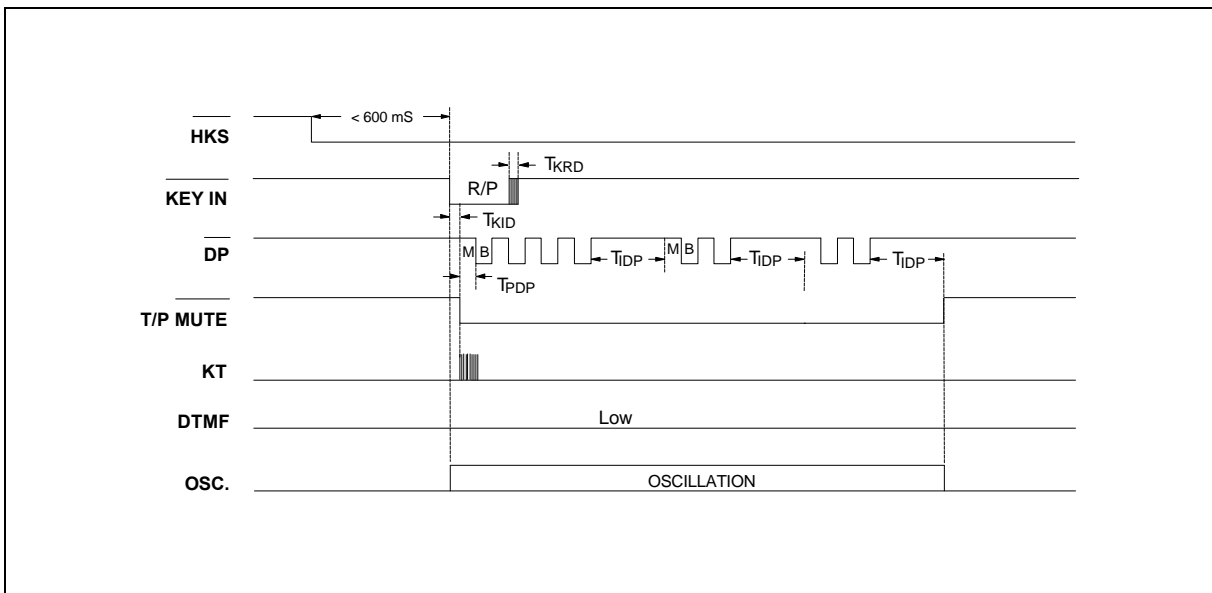 < 600 mS
HKS
TKRD
R/P
KEY IN
TKID
DP
M B
TIDP
M B
TIDP
TIDP
TPDP
T/P MUTE
KT
DTMF
Low
OSC.
OSCILLATION